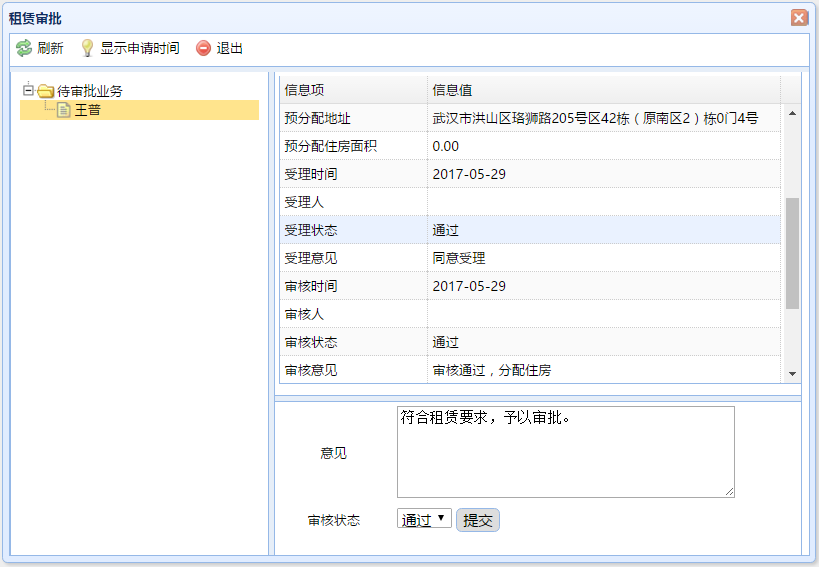 租赁审批
刷新 显示申请时间 退出
待审批业务
王普
信息项 信息值
预分配地址 武汉市洪山区珞狮路205号区42栋（原南区2）栋0门4号
预分配住房面积 0.00
受理时间 2017-05-29
受理人
受理状态 通过
受理意见 同意受理
审核时间 2017-05-29
审核人
审核状态 通过
审核意见 审核通过，分配住房
意见 符合租赁要求，予以审批。
审核状态 通过 提交